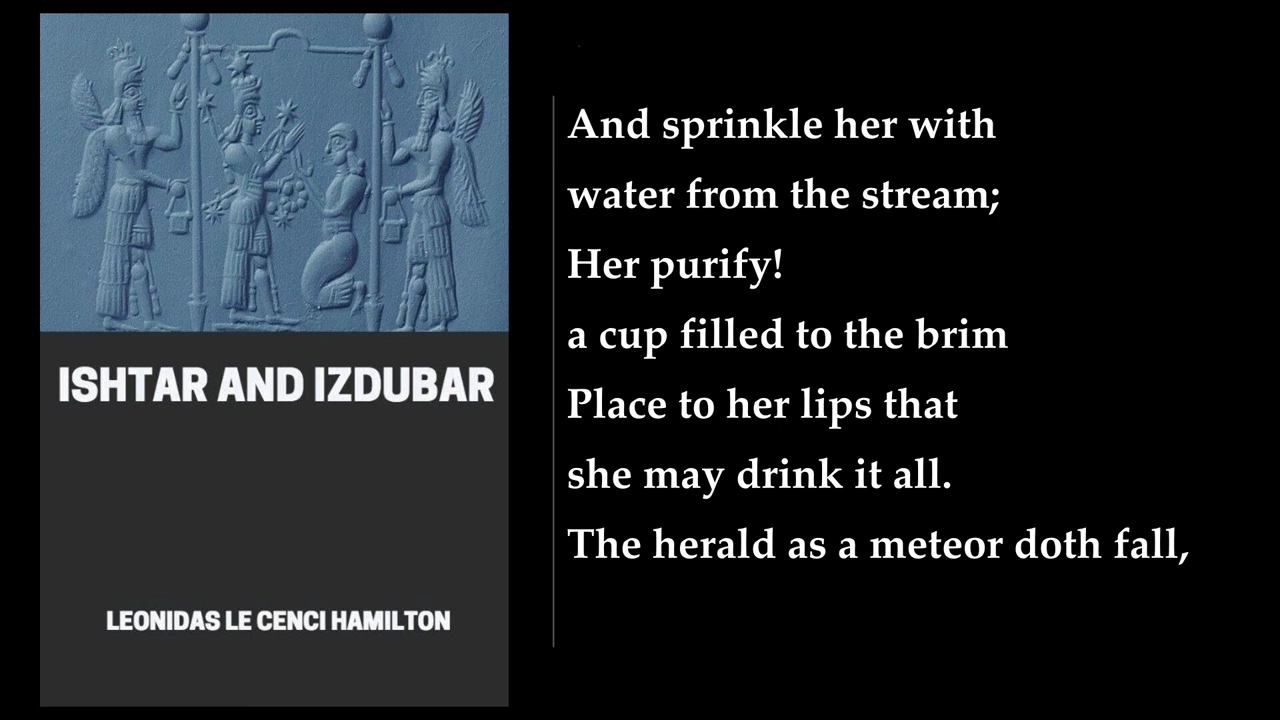 ISHTAR AND IZDUBAR
LEONIDAS LE CENCI HAMILTON
And sprinkle her with
water from the stream;
Her purify!
a cup filled to the brim
Place to her lips that
she may drink it all.
The herald as a meteor doth fall,